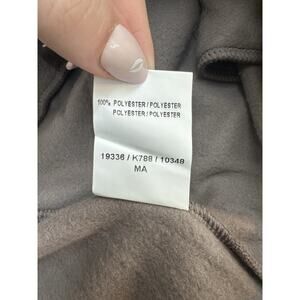 100% POLYESTER/POLYESTER
POLYESTER/POLYESTER
19336 / K788 / 10348
MA